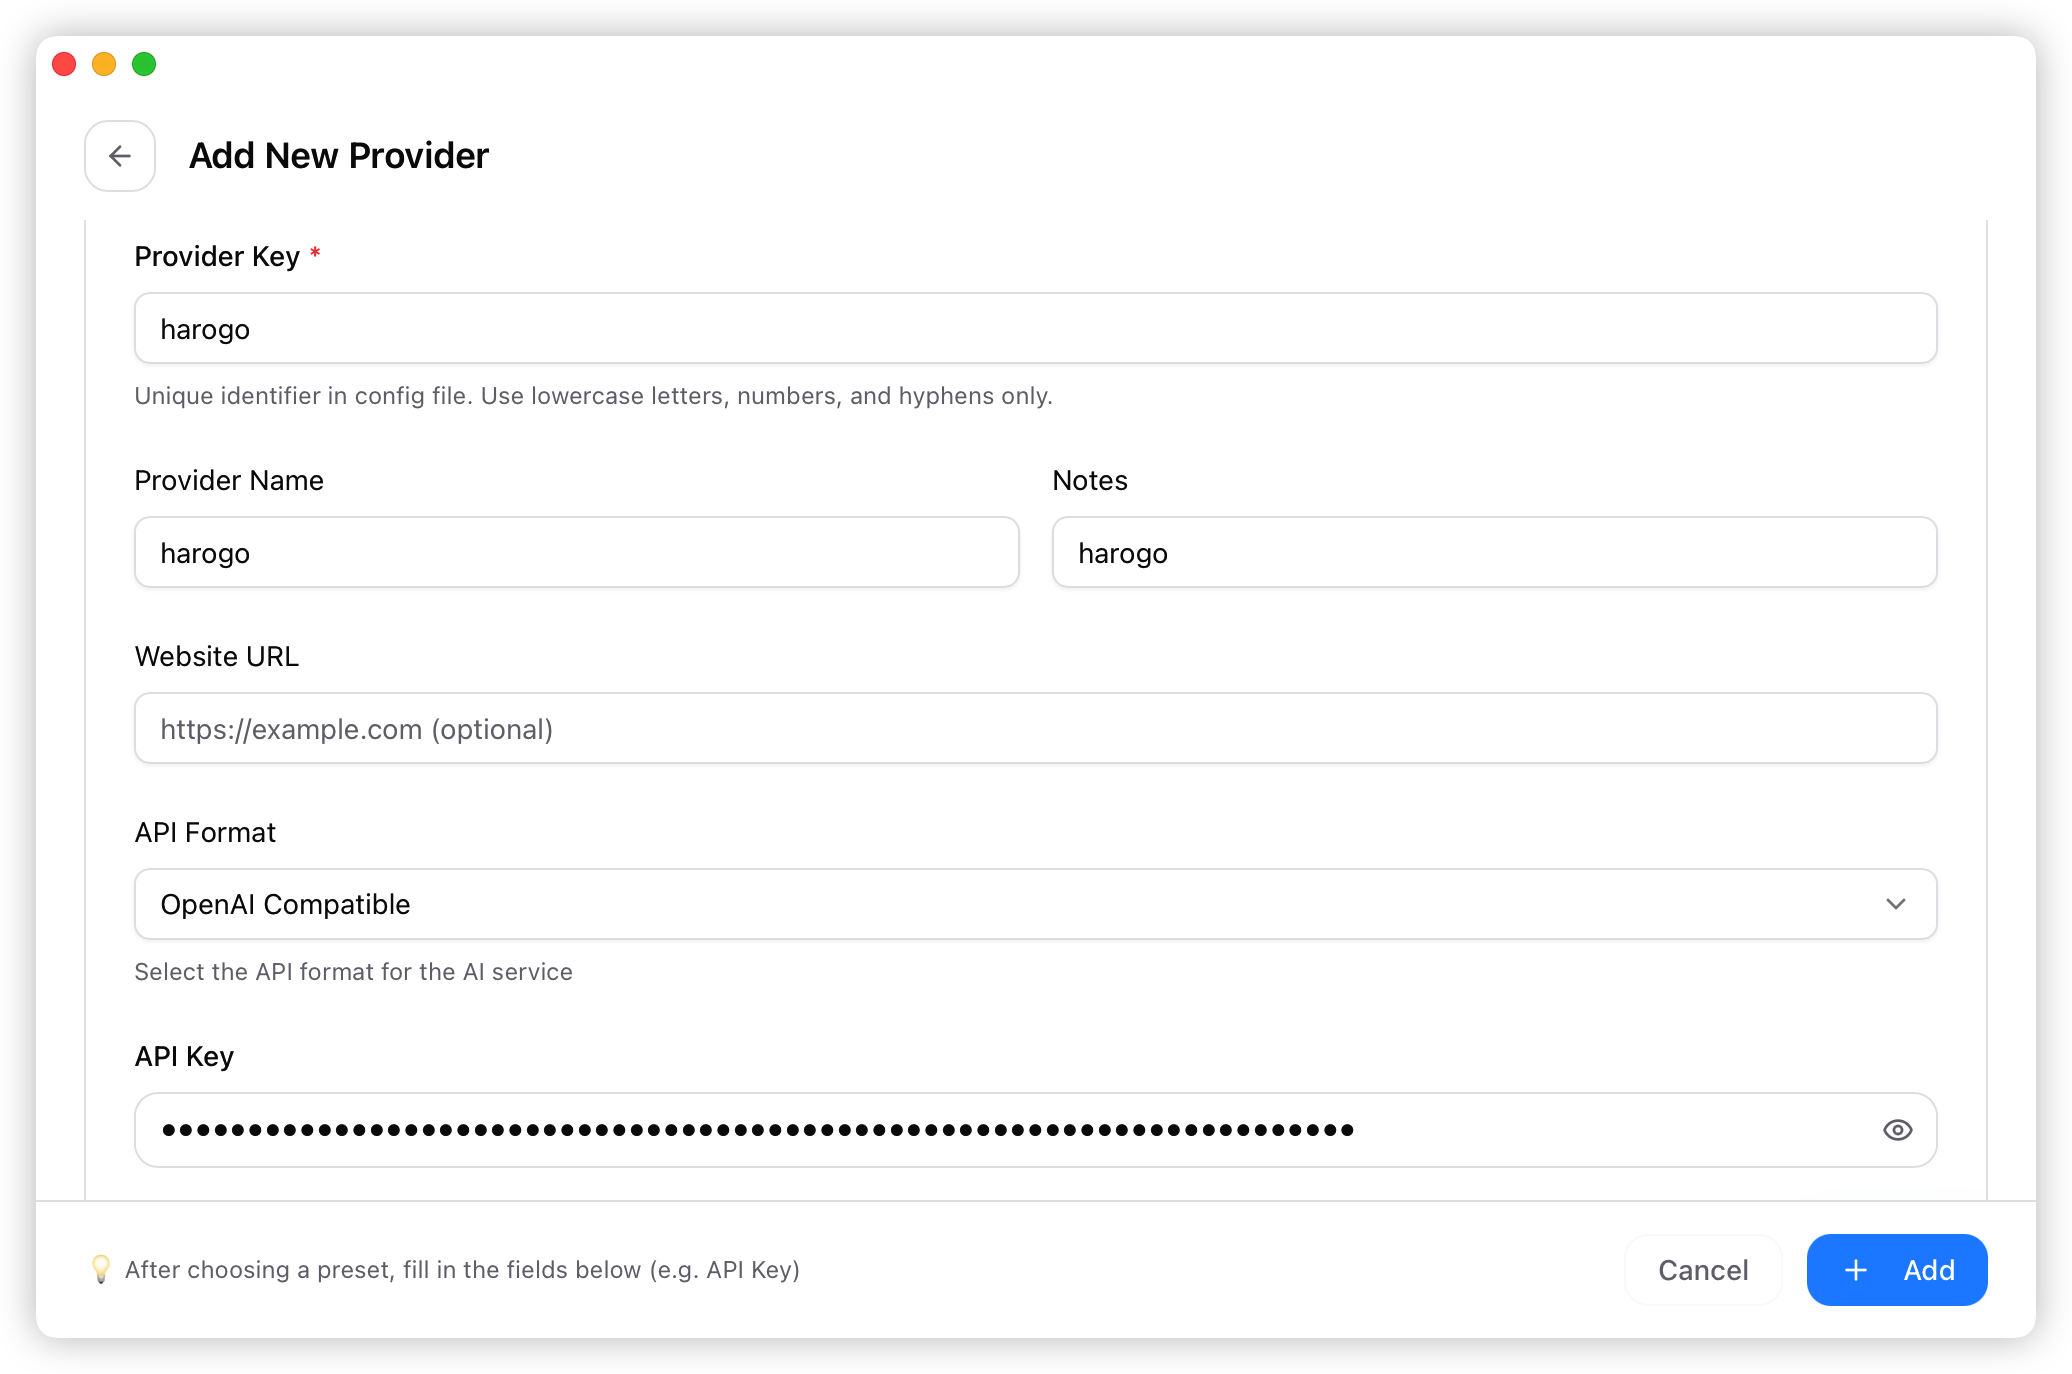 Add New Provider
Provider Key *
harogo
Unique identifier in config file. Use lowercase letters, numbers, and hyphens only.
Provider Name
Notes
harogo
harogo
Website URL
https://example.com (optional)
API Format
OpenAI Compatible
Select the API format for the AI service
API Key
After choosing a preset, fill in the fields below (e.g. API Key)
Cancel
+ Add